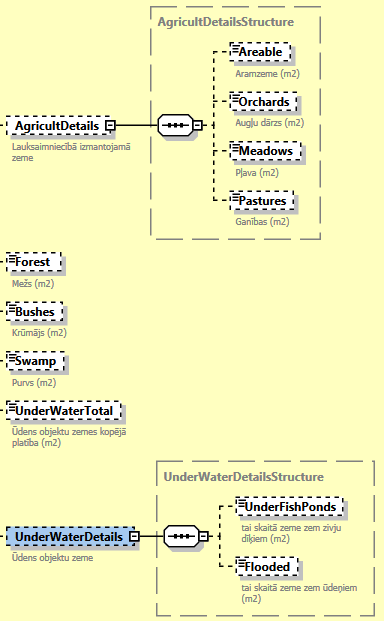 AgricultDetailsStructure
Areable
Aramzeme (m2)
Orchards
Augļu dārzs (m2)
AgricultDetails
Lauksaimniecībā izmantojamā
zeme
Meadows
Pļava (m2)
Pastures
Ganības (m2)
Forest
Mežs (m2)
Bushes
Krūmājs (m2)
Swamp
Purvs (m2)
UnderWaterTotal
Ūdens objektu zemes kopējā
platība (m2)
UnderWaterDetailsStructure
UnderFishPonds
tai skaitā zeme zem zivju
dīķiem (m2)
UnderWaterDetails
Ūdens objektu zeme
Flooded
tai skaitā zeme zem ūdeņiem
(m2)